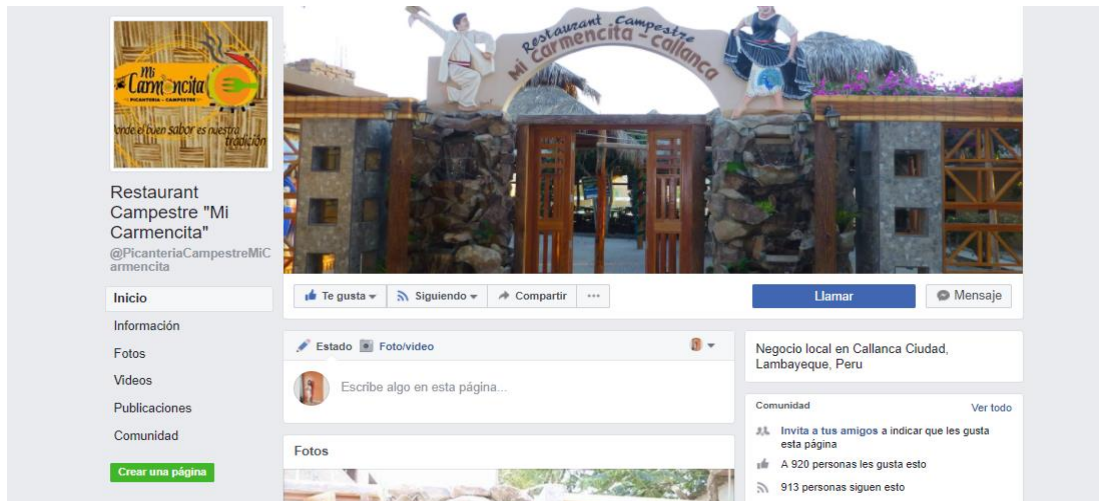 Mi
Carmencita
PICANTERIA - CAMPESTRE
Donde el buen sabor es nuestra
tradición
Restaurant Campestre
Mi Carmencita - Callanca
Restaurant
Campestre "Mi
Carmencita"
@PicanteriaCampestreMiC
armencita
Inicio
Información
Fotos
Videos
Publicaciones
Comunidad
Crear una página
Te gusta
Siguiendo
Compartir
Llamar
Mensaje
Estado
Foto/video
Escribe algo en esta página...
Fotos
Negocio local en Callanca Ciudad,
Lambayeque, Peru
Comunidad
Ver todo
Invita a tus amigos a indicar que les gusta
esta página
A 920 personas les gusta esto
913 personas siguen esto